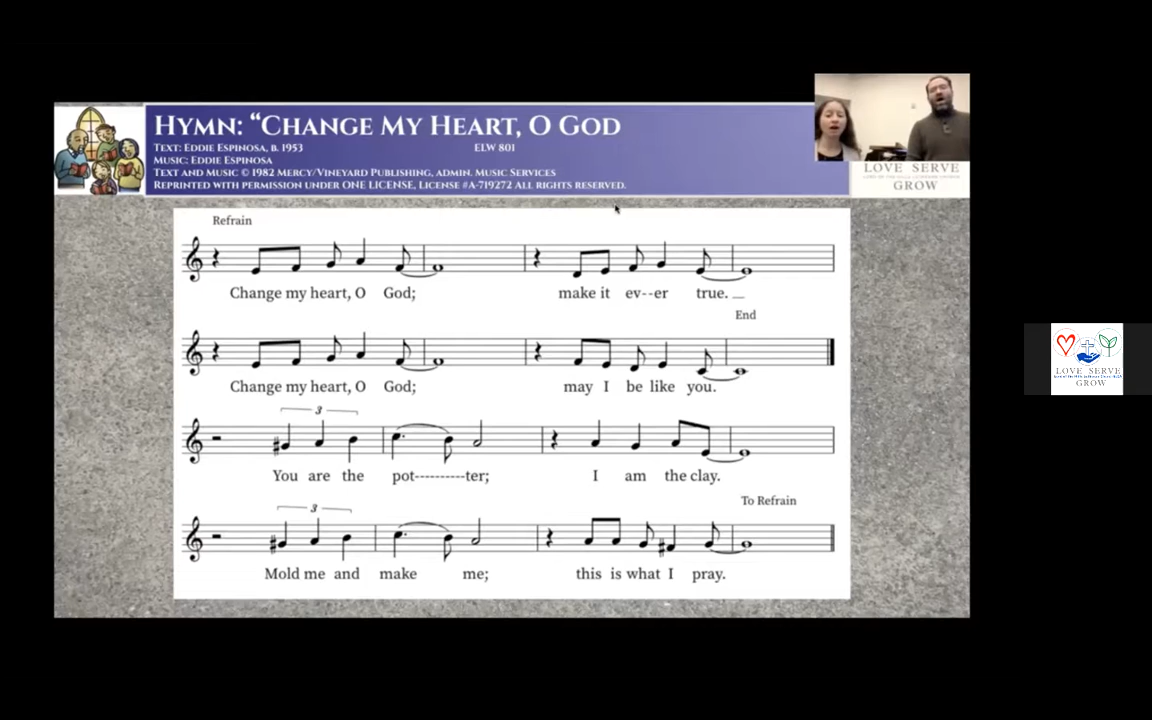 HYMN: “CHANGE MY HEART, O GOD
TEXT: EDDIE ESPINOSA, B. 1953 ELW 801
MUSIC: EDDIE ESPINOSA
TEXT AND MUSIC © 1982 MERCY/VINEYARD PUBLISHING, ADMIN. MUSIC SERVICES
REPRINTED WITH PERMISSION UNDER ONE LICENSE, LICENSE #A-719272 ALL RIGHTS RESERVED.
LOVE SERVE
GROW
Refrain
Change my heart, O God; make it ev--er true. __
End
Change my heart, O God; may I be like you.
3
You are the pot---------ter; I am the clay.
To Refrain
3
Mold me and make me; this is what I pray.
LOVE SERVE
GROW